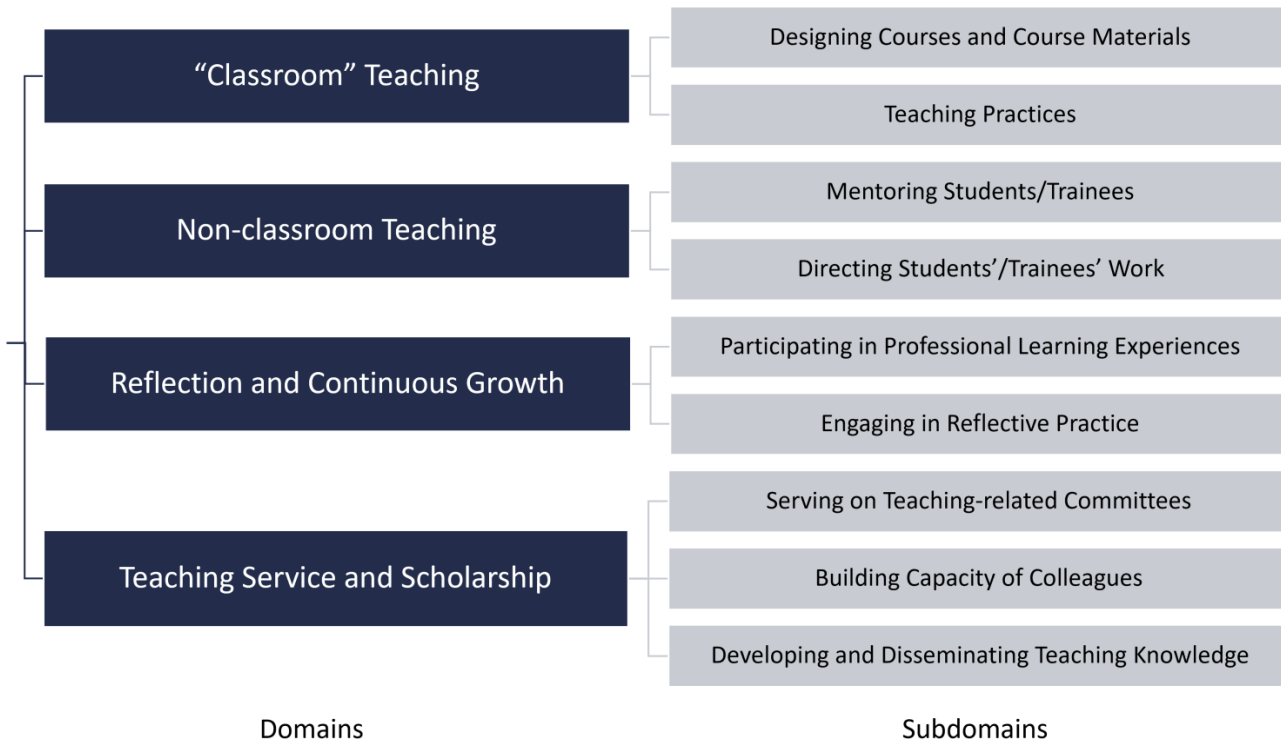 “Classroom” Teaching
Designing Courses and Course Materials
Teaching Practices
Non-classroom Teaching
Mentoring Students/Trainees
Directing Students’/Trainees’ Work
Reflection and Continuous Growth
Participating in Professional Learning Experiences
Engaging in Reflective Practice
Teaching Service and Scholarship
Serving on Teaching-related Committees
Building Capacity of Colleagues
Developing and Disseminating Teaching Knowledge
Domains
Subdomains